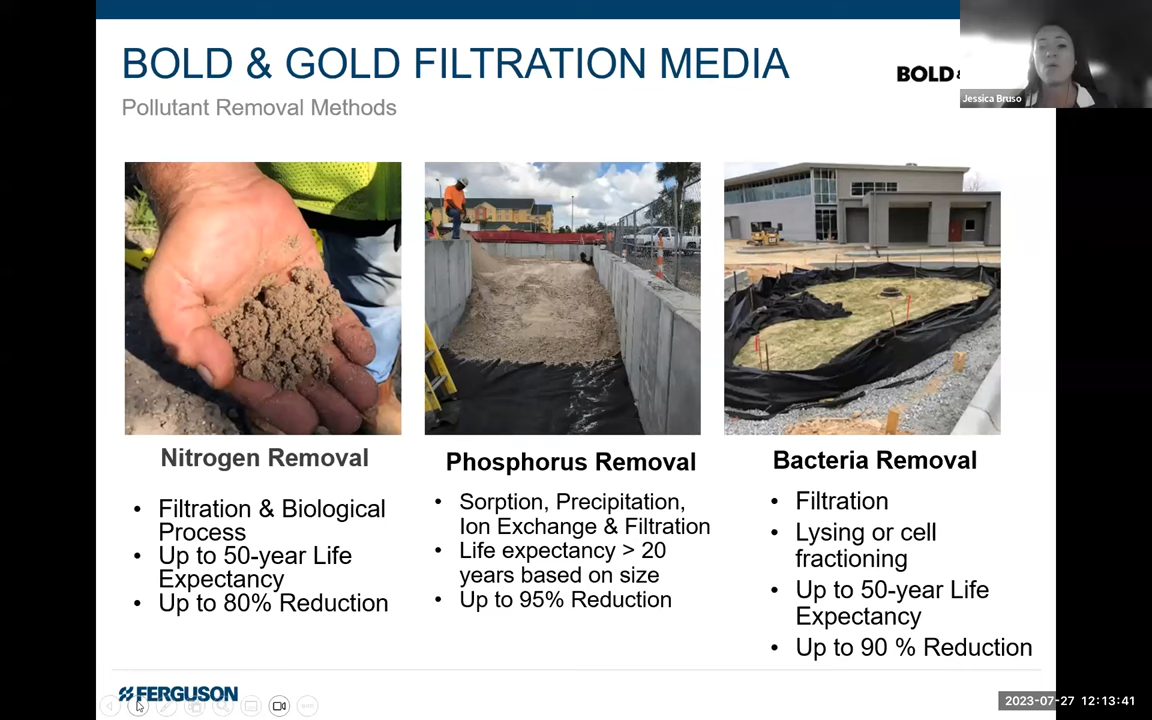 BOLD & GOLD FILTRATION MEDIA
Pollutant Removal Methods
BOLD &
Jessica Bruso
Nitrogen Removal
• Filtration & Biological
Process
• Up to 50-year Life
Expectancy
• Up to 80% Reduction
Phosphorus Removal
• Sorption, Precipitation,
Ion Exchange & Filtration
• Life expectancy > 20
years based on size
• Up to 95% Reduction
Bacteria Removal
• Filtration
• Lysing or cell
fractioning
• Up to 50-year Life
Expectancy
• Up to 90 % Reduction
FERGUSON
2023-07-27 12:13:41